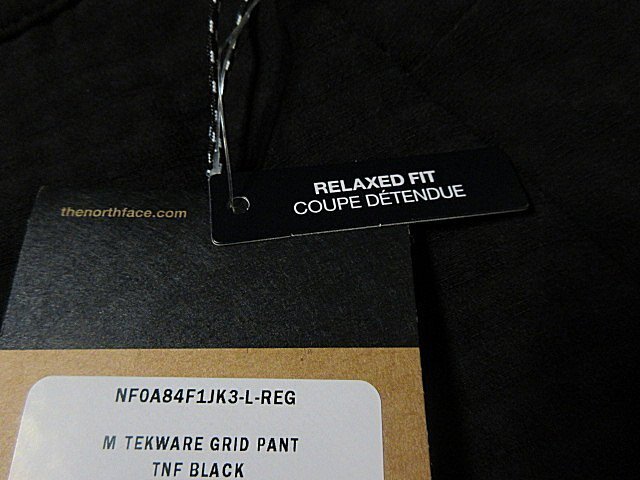 RELAXED FIT
COUPE DÉTENDUE
thenorthface.com
NF0A84F1JK3-L-REG
M TEKWARE GRID PANT
TNF BLACK